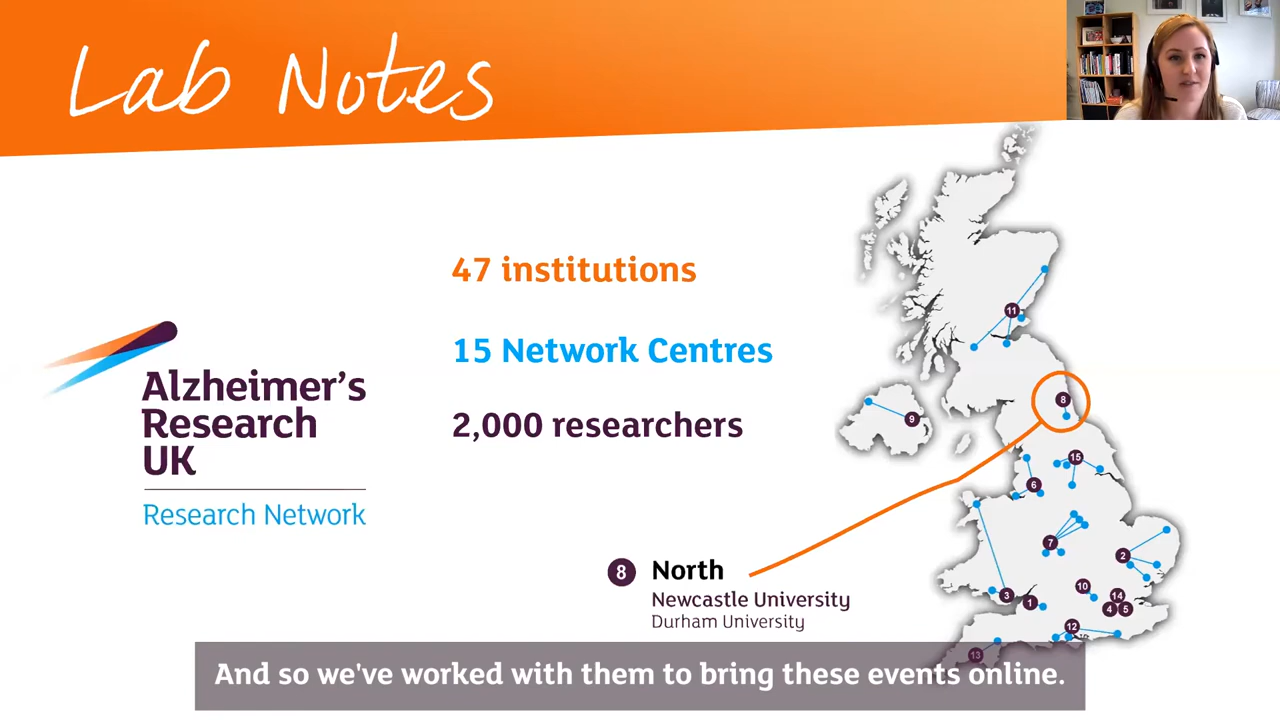 Lab Notes
47 institutions
15 Network Centres
2,000 researchers
Alzheimer's
Research
UK
Research Network
8 North
Newcastle University
Durham University
11
8
9
15
6
7
2
3
1
10
14
4
5
12
13
And so we've worked with them to bring these events online.